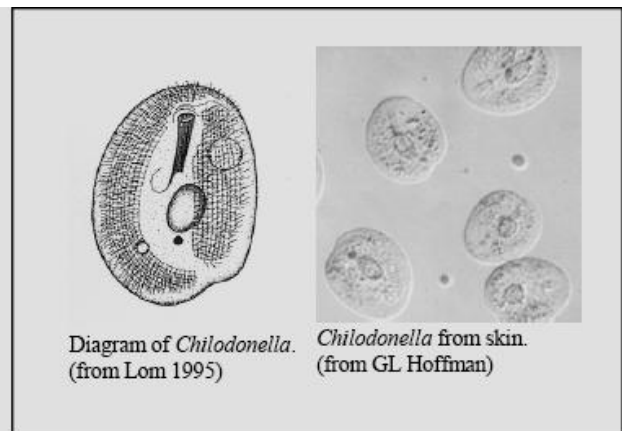 Diagram of Chilodonella.
(from Lom 1995)
Chilodonella from skin.
(from GL Hoffman)